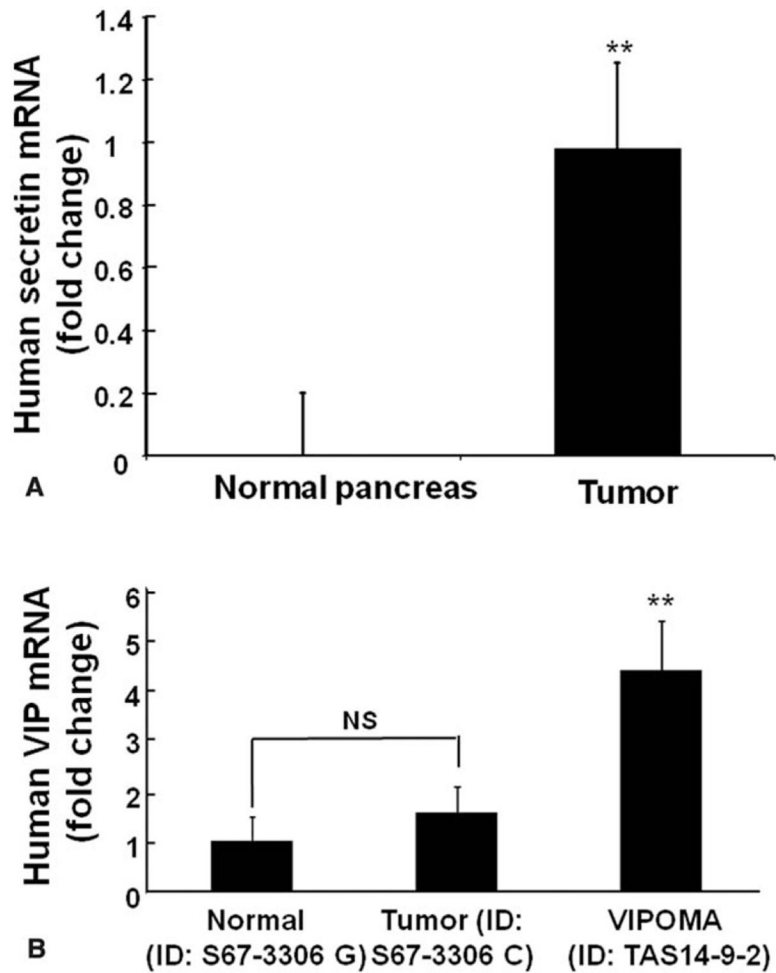 Human secretin mRNA
(fold change)
1.4
1.2
1
0.8
0.6
0.4
0.2
0
**
Normal pancreas
Tumor
A
Human VIP mRNA
(fold change)
6
5
4
3
2
1
0
NS
**
Normal
(ID: S67-3306 G)
Tumor (ID:
S67-3306 C)
VIPOMA
(ID: TAS14-9-2)
B